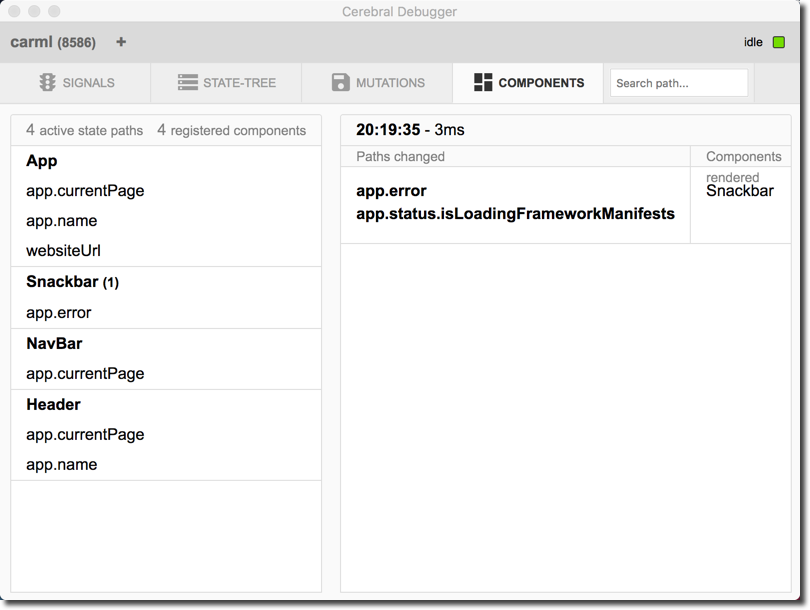 Cerebral Debugger
carml (8586) +
idle
SIGNALS
STATE-TREE
MUTATIONS
COMPONENTS
Search path...
4 active state paths 4 registered components
App
app.currentPage
app.name
websiteUrl
Snackbar (1)
app.error
NavBar
app.currentPage
Header
app.currentPage
app.name
20:19:35 - 3ms
Paths changed
Components
rendered
app.error
Snackbar
app.status.isLoadingFrameworkManifests